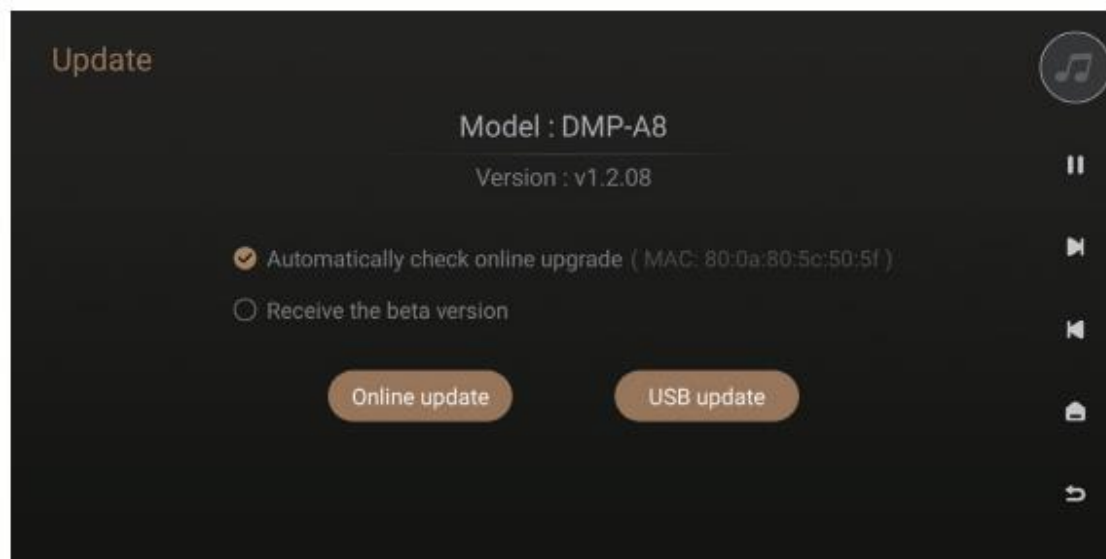 Update
Model : DMP-A8
Version : v1.2.08
Automatically check online upgrade ( MAC: 80:0a:80:5c:50:5f )
Receive the beta version
Online update
USB update